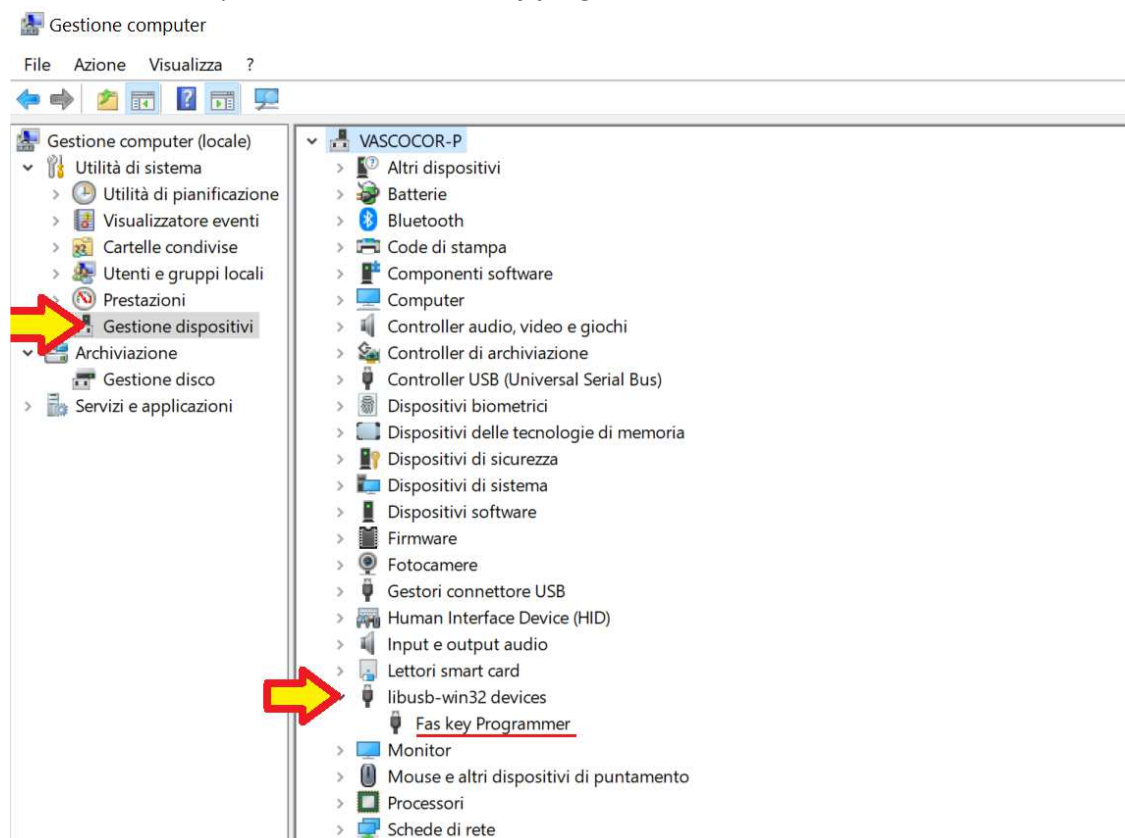 Gestione computer
File Azione Visualizza ?
Gestione computer (locale)
Utilità di sistema
Utilità di pianificazione
Visualizzatore eventi
Cartelle condivise
Utenti e gruppi locali
Prestazioni
Gestione dispositivi
Archiviazione
Gestione disco
Servizi e applicazioni
VASCOCOR-P
Altri dispositivi
Batterie
Bluetooth
Code di stampa
Componenti software
Computer
Controller audio, video e giochi
Controller di archiviazione
Controller USB (Universal Serial Bus)
Dispositivi biometrici
Dispositivi delle tecnologie di memoria
Dispositivi di sicurezza
Dispositivi di sistema
Dispositivi software
Firmware
Fotocamere
Gestori connettore USB
Human Interface Device (HID)
Input e output audio
Lettori smart card
libusb-win32 devices
Fas key Programmer
Monitor
Mouse e altri dispositivi di puntamento
Processori
Schede di rete